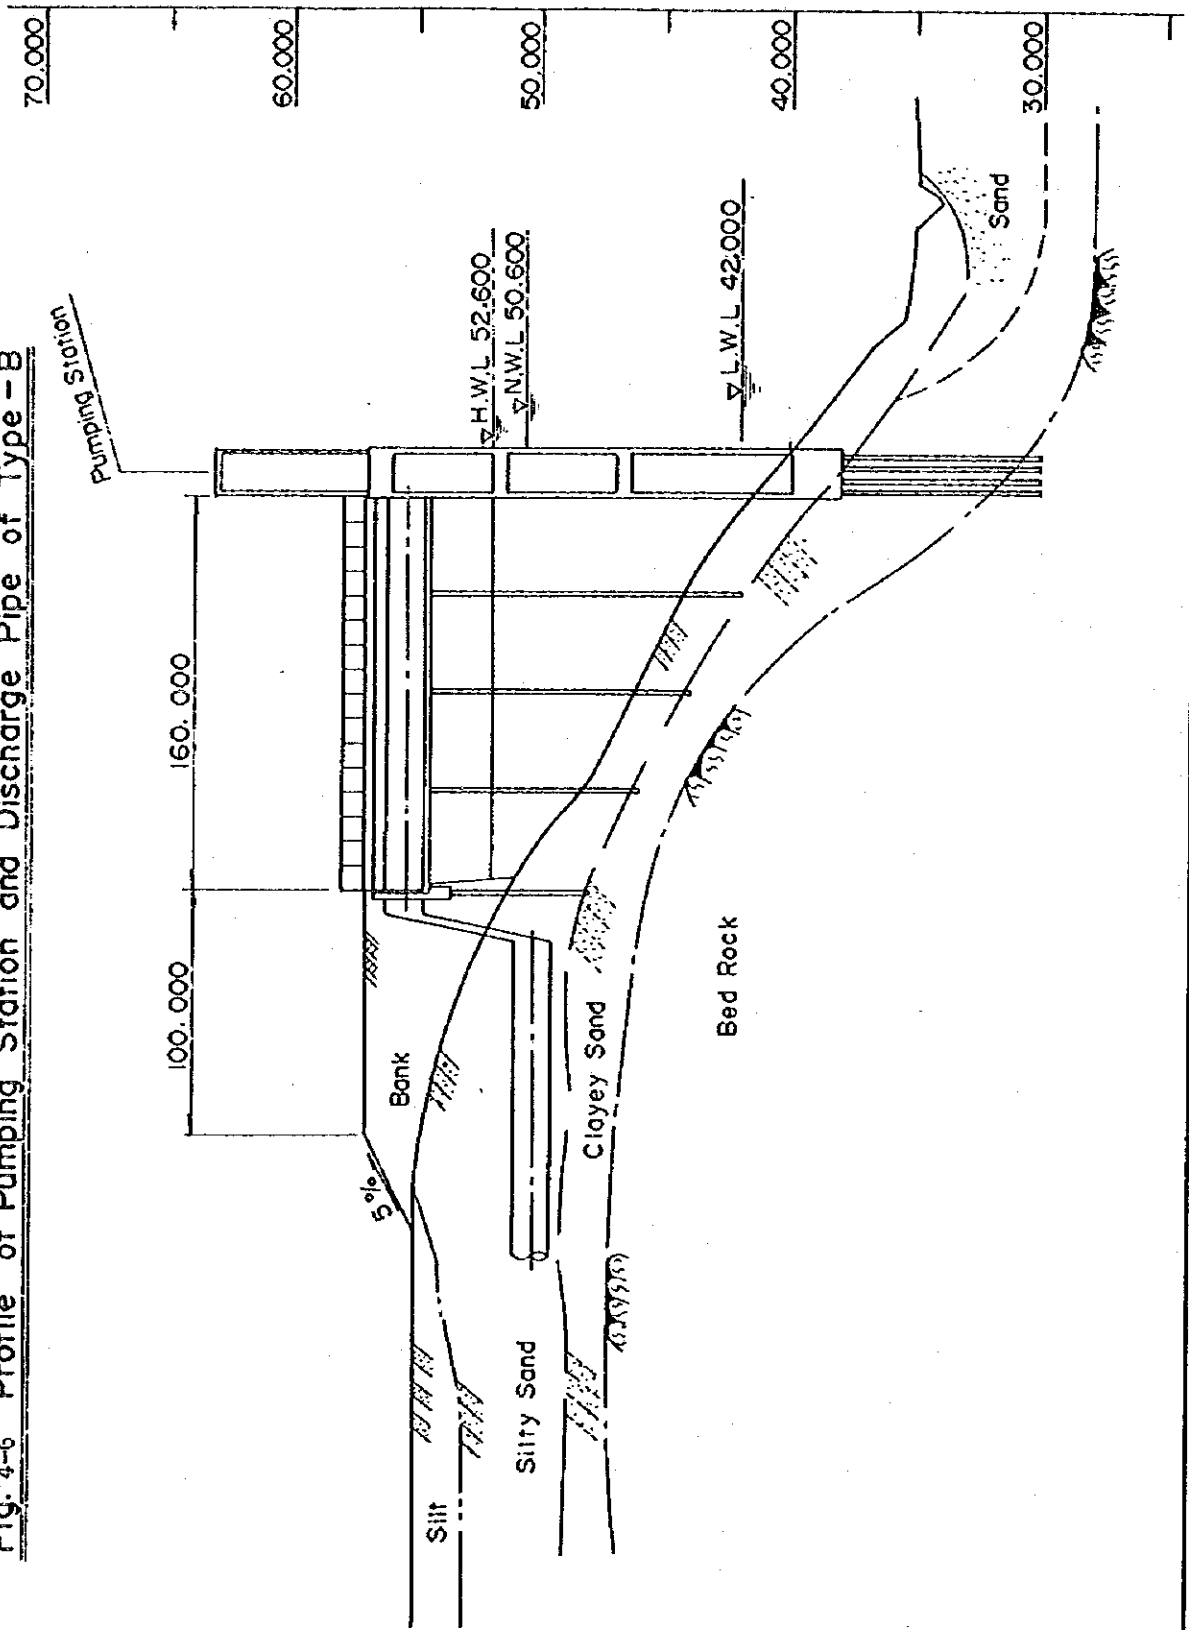 Fig. 4-6 Profile of Pumping Station and Discharge Pipe of Type-B
Pumping Station
70.000
60.000
50.000
40.000
30.000
100.000
160.000
H.W.L 52.600
N.W.L 50.600
L.W.L 42.000
5%
Bank
Silt
Silty Sand
Clayey Sand
Bed Rock
Sand